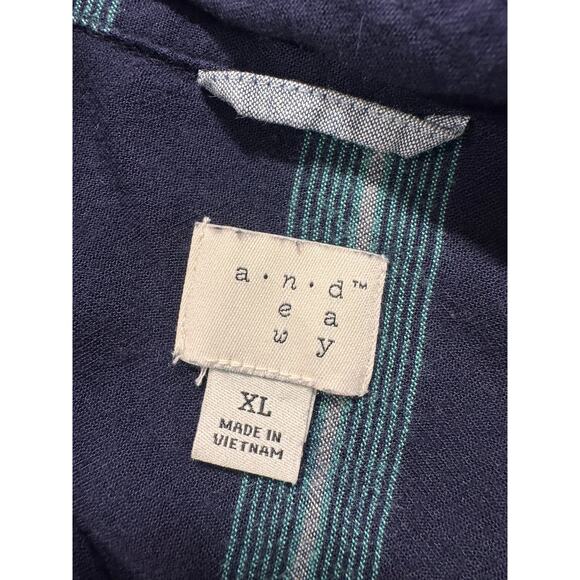 a·n·d™
e a
w y
XL
MADE IN
VIETNAM